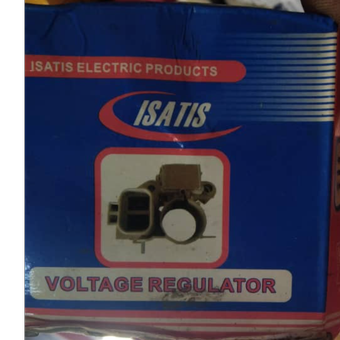 ISATIS ELECTRIC PRODUCTS
ISATIS
VOLTAGE REGULATOR